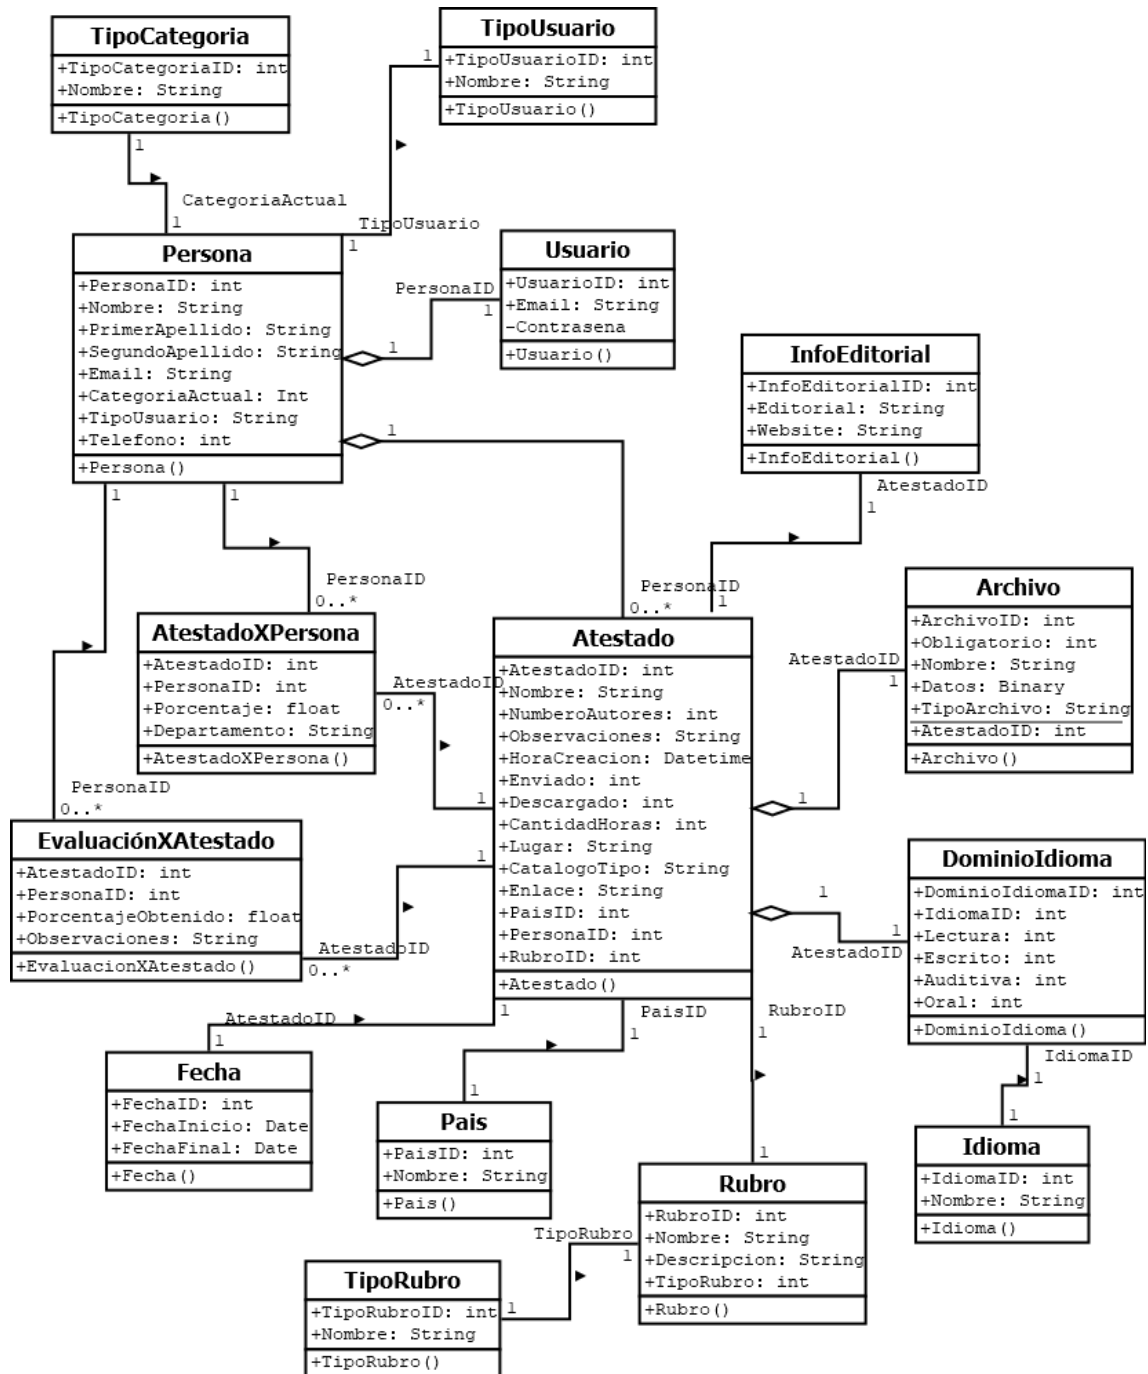 TipoCategoria
+TipoCategoriaID: int
+Nombre: String
+TipoCategoria()
1
CategoriaActual
1
TipoUsuario
+TipoUsuarioID: int
+Nombre: String
+TipoUsuario()
1
TipoUsuario
1
Persona
+PersonaID: int
+Nombre: String
+PrimerApellido: String
+SegundoApellido: String
+Email: String
+CategoriaActual: Int
+TipoUsuario: String
+Telefono: int
+Persona()
Usuario
+UsuarioID: int
+Email: String
-Contrasena
+Usuario()
PersonaID
1
1
1
InfoEditorial
+InfoEditorialID: int
+Editorial: String
+Website: String
+InfoEditorial()
AtestadoID
1
1
1
1
PersonaID
0..*
PersonaID
0..*
AtestadoXPersona
+AtestadoID: int
+PersonaID: int
+Porcentaje: float
+Departamento: String
+AtestadoXPersona()
AtestadoID
0..*
1
Atestado
+AtestadoID: int
+Nombre: String
+NumberoAutores: int
+Observaciones: String
+HoraCreacion: Datetime
+Enviado: int
+Descargado: int
+CantidadHoras: int
+Lugar: String
+CatalogoTipo: String
+Enlace: String
+PaisID: int
+PersonaID: int
+RubroID: int
+Atestado()
Archivo
+ArchivoID: int
+Obligatorio: int
+Nombre: String
+Datos: Binary
+TipoArchivo: String
+AtestadoID: int
+Archivo()
AtestadoID
1
1
PersonaID
0..*
EvaluaciónXAtestado
+AtestadoID: int
+PersonaID: int
+PorcentajeObtenido: float
+Observaciones: String
+EvaluacionXAtestado()
1
AtestadoID
0..*
DominioIdioma
+DominioIdiomaID: int
+IdiomaID: int
+Lectura: int
+Escrito: int
+Auditiva: int
+Oral: int
+DominioIdioma()
1
1
AtestadoID
IdiomaID
1
1
Idioma
+IdiomaID: int
+Nombre: String
+Idioma()
AtestadoID
1
1
Fecha
+FechaID: int
+FechaInicio: Date
+FechaFinal: Date
+Fecha()
PaisID
1
1
Pais
+PaisID: int
+Nombre: String
+Pais()
RubroID
1
1
Rubro
+RubroID: int
+Nombre: String
+Descripcion: String
+TipoRubro: int
+Rubro()
TipoRubro
1
1
TipoRubro
+TipoRubroID: int
+Nombre: String
+TipoRubro()